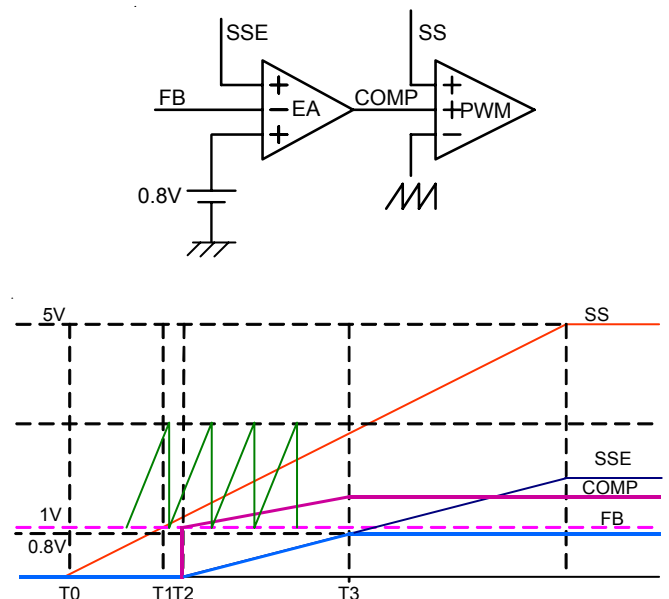 SSE
SS
FB
EA
COMP
PWM
0.8V
5V
SS
SSE
COMP
1V
FB
0.8V
T0
T1T2
T3